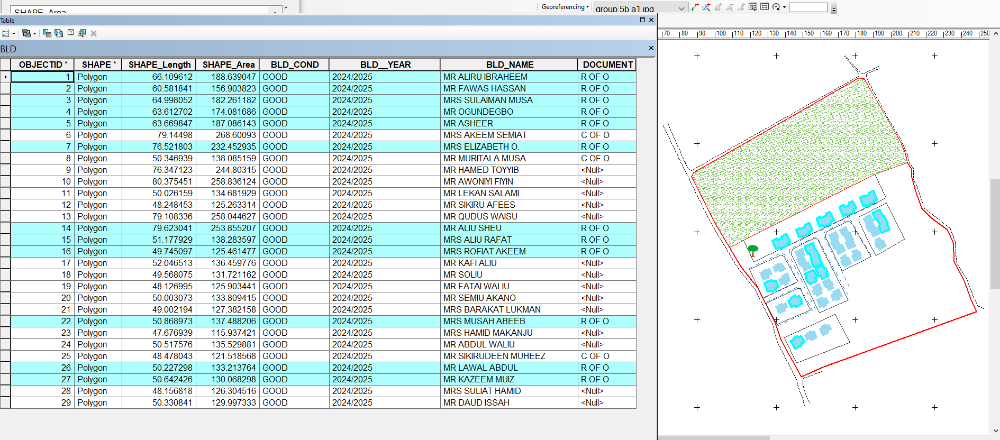 SHAPE_Area
Georeferencing
group 5b a1.jpg
Table
BLD
70 80 90 100 110 120 130 140 150 160 170 180 190 200 210 220 230 240 250
OBJECTID * SHAPE * SHAPE_Length SHAPE_Area BLD_COND BLD__YEAR BLD_NAME DOCUMENT
1 Polygon 66.109612 188.639047 GOOD 2024/2025 MR ALIRU IBRAHEEM R OF O
2 Polygon 60.581841 156.903823 GOOD 2024/2025 MR FAWAS HASSAN R OF O
3 Polygon 64.998052 182.261182 GOOD 2024/2025 MRS SULAIMAN MUSA R OF O
4 Polygon 63.612702 174.081686 GOOD 2024/2025 MR OGUNDEGBO R OF O
5 Polygon 63.669847 187.086143 GOOD 2024/2025 MR ASHEER R OF O
6 Polygon 79.14498 268.60093 GOOD 2024/2025 MRS AKEEM SEMIAT C OF O
7 Polygon 76.521803 232.452935 GOOD 2024/2025 MRS ELIZABETH O. R OF O
8 Polygon 50.346939 138.085159 GOOD 2024/2025 MR MURITALA MUSA C OF O
9 Polygon 76.347123 244.80315 GOOD 2024/2025 MR HAMED TOYYIB <Null>
10 Polygon 80.375451 258.836124 GOOD 2024/2025 MR AWONIYI FIYIN <Null>
11 Polygon 50.026159 134.681929 GOOD 2024/2025 MR LEKAN SALAMI <Null>
12 Polygon 48.248453 125.263314 GOOD 2024/2025 MR SIKIRU AFEES <Null>
13 Polygon 79.108336 258.044627 GOOD 2024/2025 MR QUDUS WAISU <Null>
14 Polygon 79.623041 253.855207 GOOD 2024/2025 MR ALIU SHEU R OF O
15 Polygon 51.177929 138.283597 GOOD 2024/2025 MRS ALIU RAFAT R OF O
16 Polygon 49.745097 125.461477 GOOD 2024/2025 MRS ROFIAT AKEEM R OF O
17 Polygon 52.046513 136.459776 GOOD 2024/2025 MR KAFI ALIU <Null>
18 Polygon 49.568075 131.721162 GOOD 2024/2025 MR SOLIU <Null>
19 Polygon 48.126995 125.903441 GOOD 2024/2025 MR FATAI WALIU <Null>
20 Polygon 50.003073 133.809415 GOOD 2024/2025 MR SEMIU AKANO <Null>
21 Polygon 49.002194 127.382158 GOOD 2024/2025 MRS BARAKAT LUKMAN <Null>
22 Polygon 50.868973 137.488206 GOOD 2024/2025 MRS MUSAH ABEEB R OF O
23 Polygon 47.676939 115.937421 GOOD 2024/2025 MRS HAMID MAKANJU <Null>
24 Polygon 50.517576 135.529881 GOOD 2024/2025 MR ABDUL WALIU <Null>
25 Polygon 48.478043 121.518568 GOOD 2024/2025 MR SIKIRUDEEN MUHEEZ C OF O
26 Polygon 50.227298 133.213764 GOOD 2024/2025 MR LAWAL ABDUL R OF O
27 Polygon 50.642426 130.068298 GOOD 2024/2025 MR KAZEEM MUIZ R OF O
28 Polygon 48.156818 126.304516 GOOD 2024/2025 MRS SULIAT HAMID <Null>
29 Polygon 50.330841 129.997333 GOOD 2024/2025 MR DAUD ISSAH <Null>